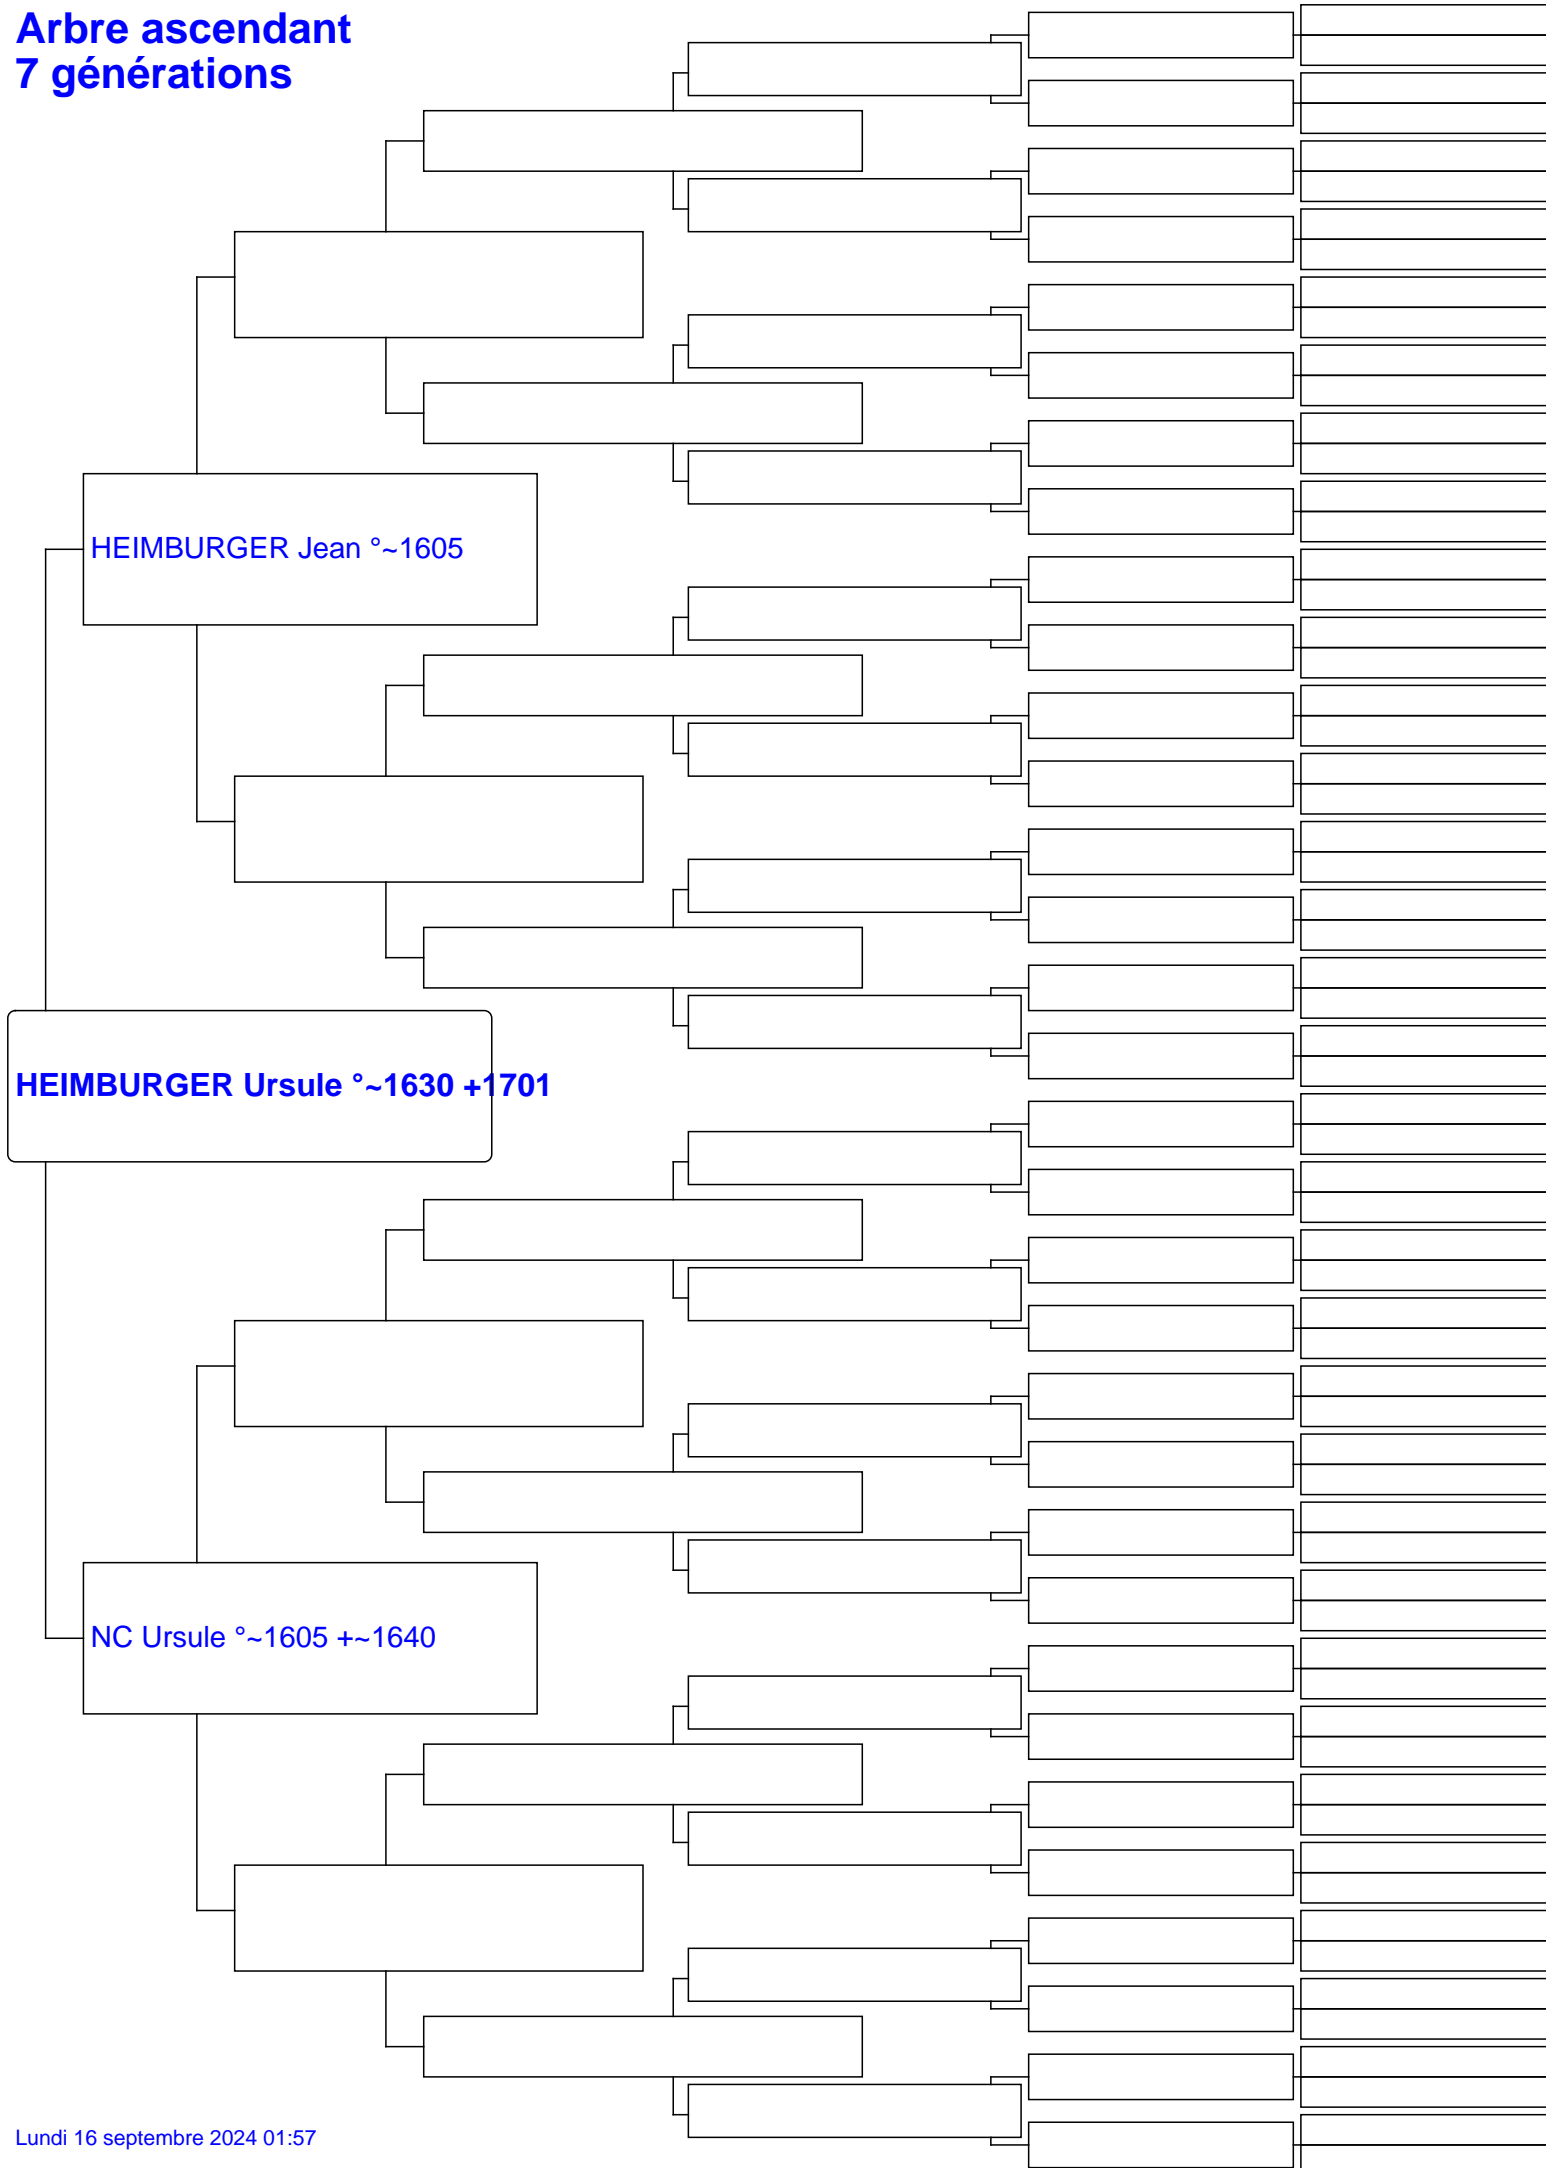 Arbre ascendant
7 générations
HEIMBURGER Jean °~1605
HEIMBURGER Ursule °~1630 +1701
NC Ursule °~1605 +~1640
Lundi 16 septembre 2024 01:57